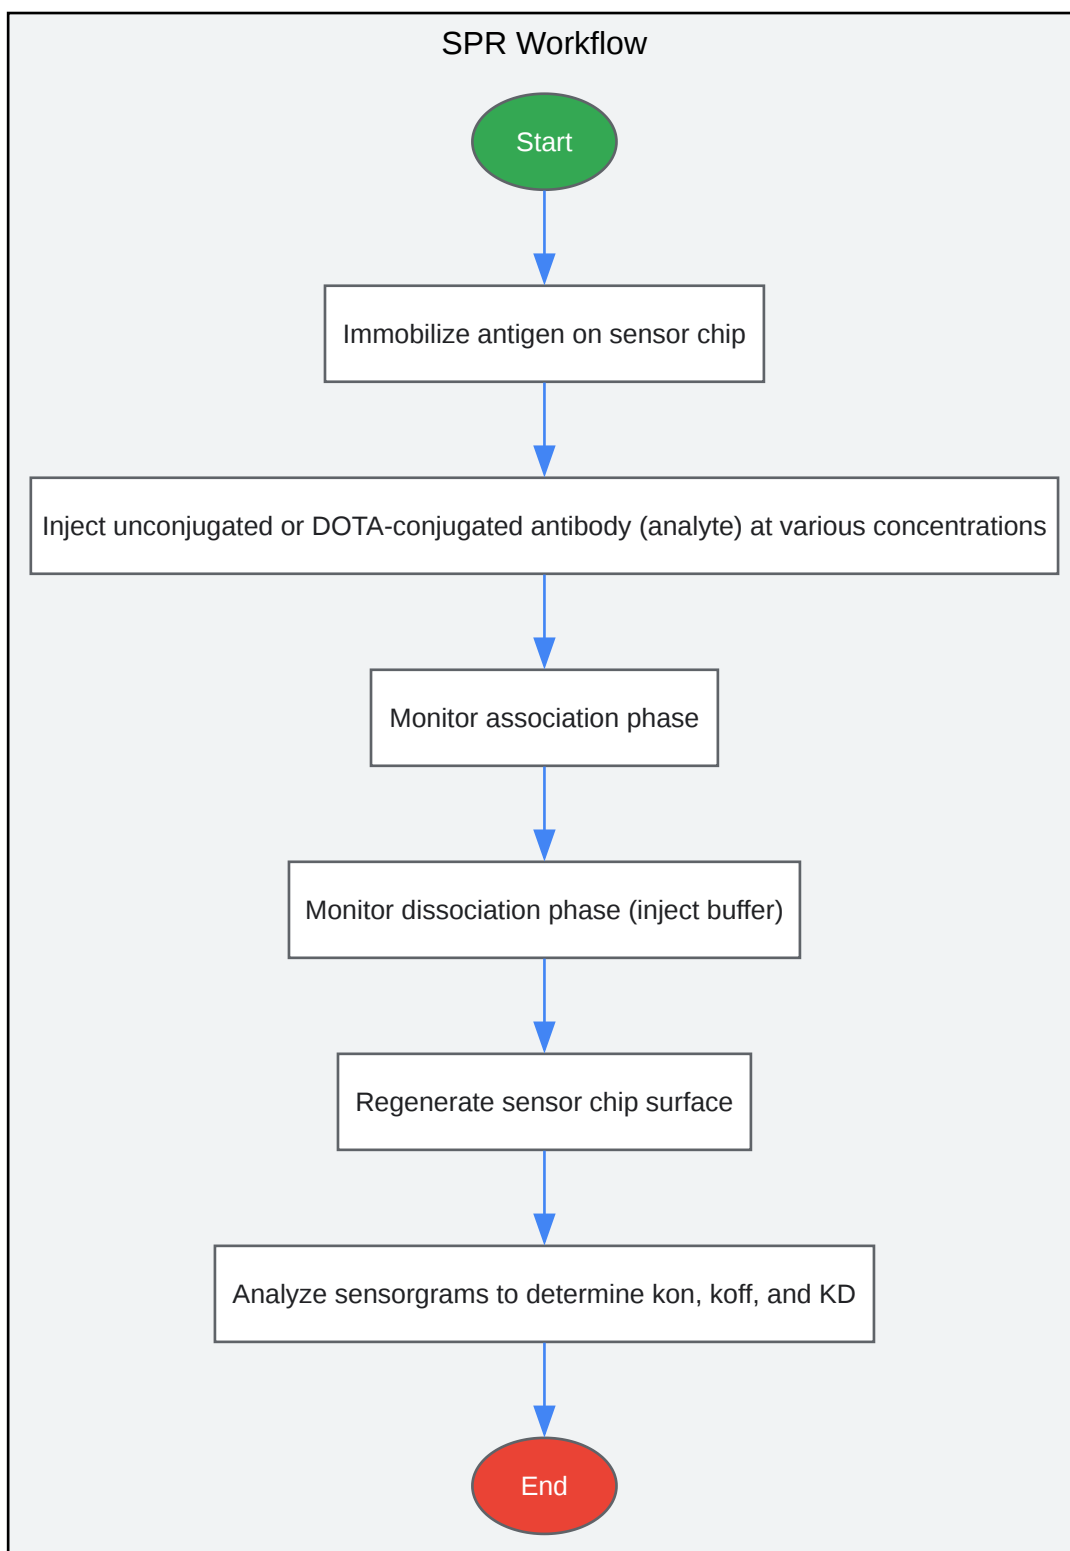 SPR Workflow
Start
Immobilize antigen on sensor chip
Inject unconjugated or DOTA-conjugated antibody (analyte) at various concentrations
Monitor association phase
Monitor dissociation phase (inject buffer)
Regenerate sensor chip surface
Analyze sensorgrams to determine kon, koff, and KD
End